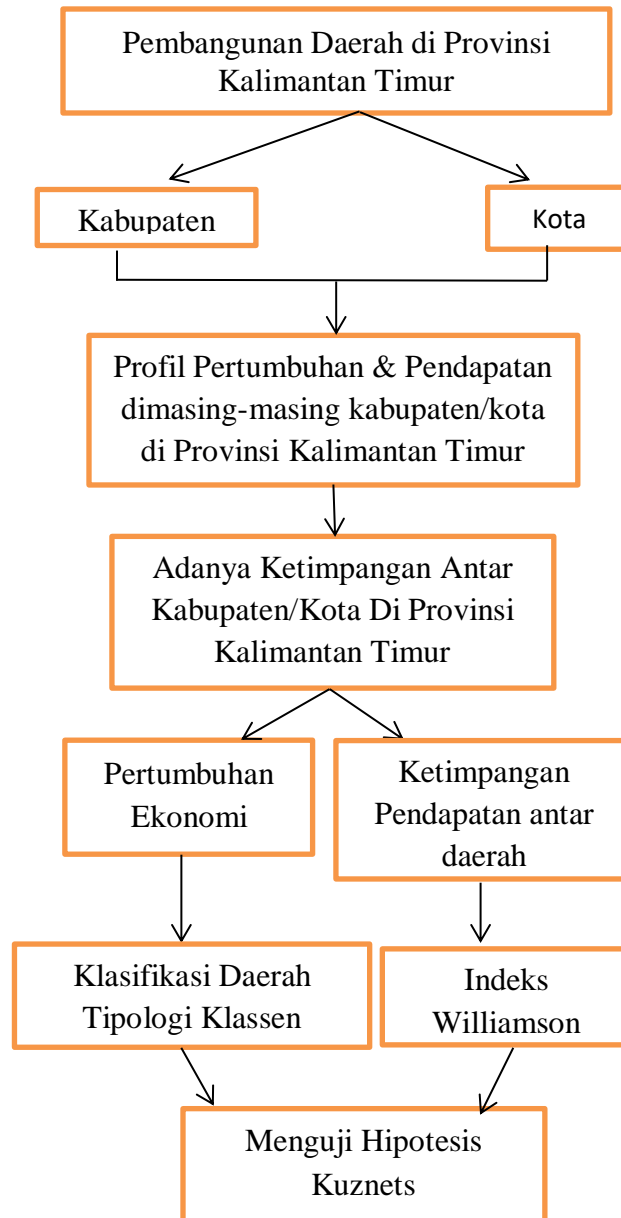 Pembangunan Daerah di Provinsi
Kalimantan Timur
Kabupaten
Kota
Profil Pertumbuhan & Pendapatan
dimasing-masing kabupaten/kota
di Provinsi Kalimantan Timur
Adanya Ketimpangan Antar
Kabupaten/Kota Di Provinsi
Kalimantan Timur
Pertumbuhan
Ekonomi
Ketimpangan
Pendapatan antar
daerah
Klasifikasi Daerah
Tipologi Klassen
Indeks
Williamson
Menguji Hipotesis
Kuznets